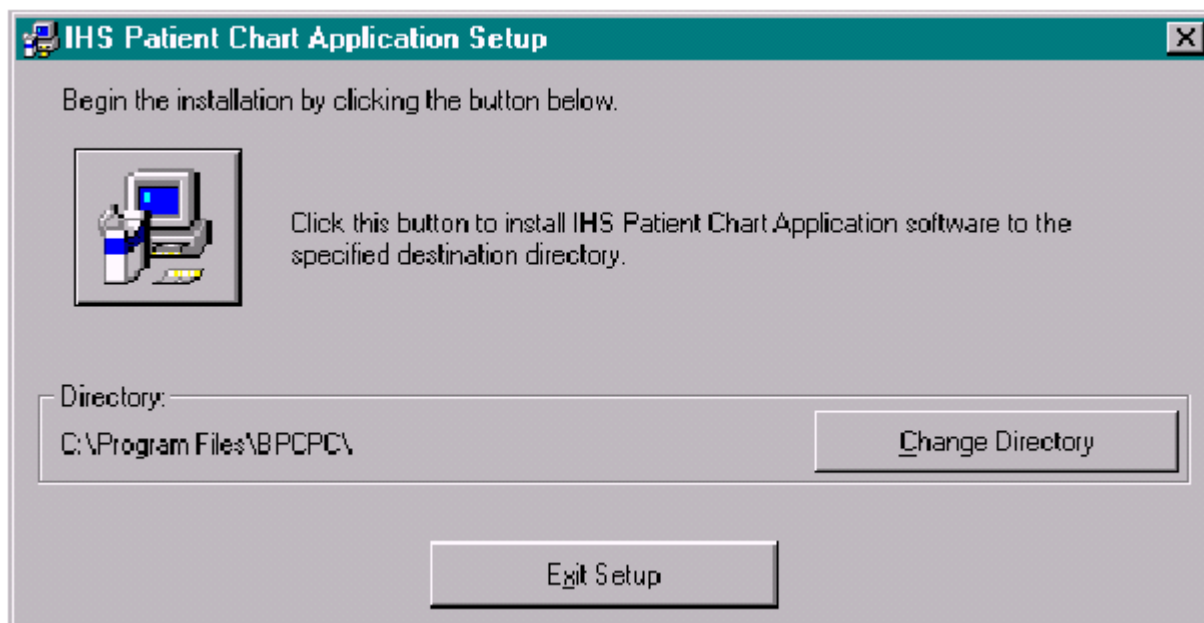 IHS Patient Chart Application Setup
Begin the installation by clicking the button below.
Click this button to install IHS Patient Chart Application software to the
specified destination directory.
Directory:
C:\Program Files\BPCPC\
Change Directory
Exit Setup